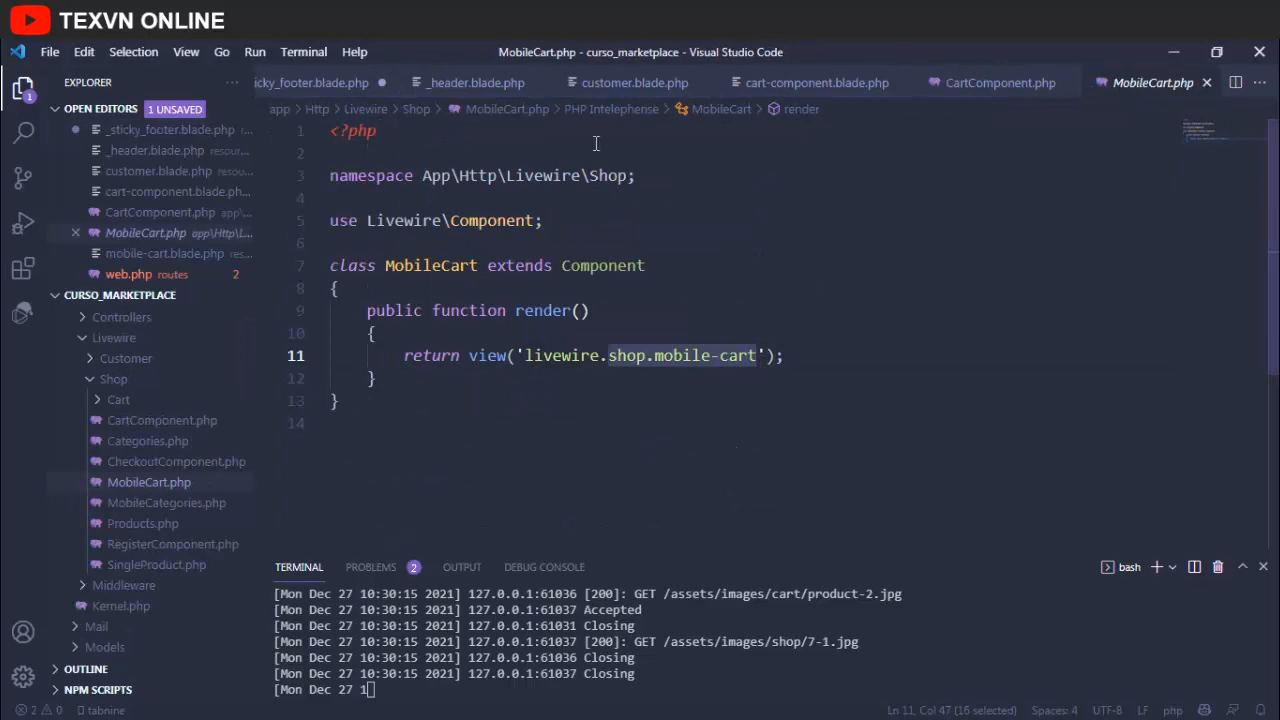 TEXVN ONLINE
File Edit Selection View Go Run Terminal Help
MobileCart.php - curso_marketplace - Visual Studio Code
EXPLORER
icky_footer.blade.php
_header.blade.php
customer.blade.php
cart-component.blade.php
CartComponent.php
MobileCart.php
OPEN EDITORS 1 UNSAVED
_sticky_footer.blade.php
_header.blade.php resour...
customer.blade.php resou...
cart-component.blade.ph...
CartComponent.php app\...
MobileCart.php app\Http\L...
mobile-cart.blade.php res...
web.php routes 2
CURSO_MARKETPLACE
Controllers
Livewire
Customer
Shop
Cart
CartComponent.php
Categories.php
CheckoutComponent.php
MobileCart.php
MobileCategories.php
Products.php
RegisterComponent.php
SingleProduct.php
Middleware
Kernel.php
Mail
Models
OUTLINE
NPM SCRIPTS
1
app > Http > Livewire > Shop > MobileCart.php > PHP Intelephense > MobileCart > render
1 <?php
2
3 namespace App\Http\Livewire\Shop;
4
5 use Livewire\Component;
6
7 class MobileCart extends Component
8 {
9 public function render()
10 {
11 return view('livewire.shop.mobile-cart');
12 }
13 }
14
TERMINAL PROBLEMS 2 OUTPUT DEBUG CONSOLE
bash
[Mon Dec 27 10:30:15 2021] 127.0.0.1:61036 [200]: GET /assets/images/cart/product-2.jpg
[Mon Dec 27 10:30:15 2021] 127.0.0.1:61037 Accepted
[Mon Dec 27 10:30:15 2021] 127.0.0.1:61031 Closing
[Mon Dec 27 10:30:15 2021] 127.0.0.1:61037 [200]: GET /assets/images/shop/7-1.jpg
[Mon Dec 27 10:30:15 2021] 127.0.0.1:61036 Closing
[Mon Dec 27 10:30:15 2021] 127.0.0.1:61037 Closing
[Mon Dec 27 1
2 0 tabnine
Ln 11, Col 47 (16 selected) Spaces: 4 UTF-8 LF php